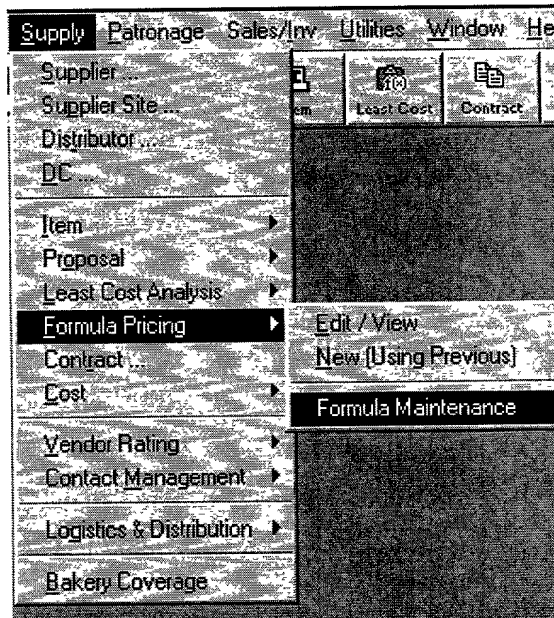 Supply Patronage Sales/Inv Utilities Window He
Supplier ...
Supplier Site ...
Distributor ...
DC ...
Least Cost
Contract
Item
Proposal
Least Cost Analysis
Formula Pricing
Contract ...
Cost
Edit / View
New (Using Previous)
Formula Maintenance
Vendor Rating
Contact Management
Logistics & Distribution
Bakery Coverage